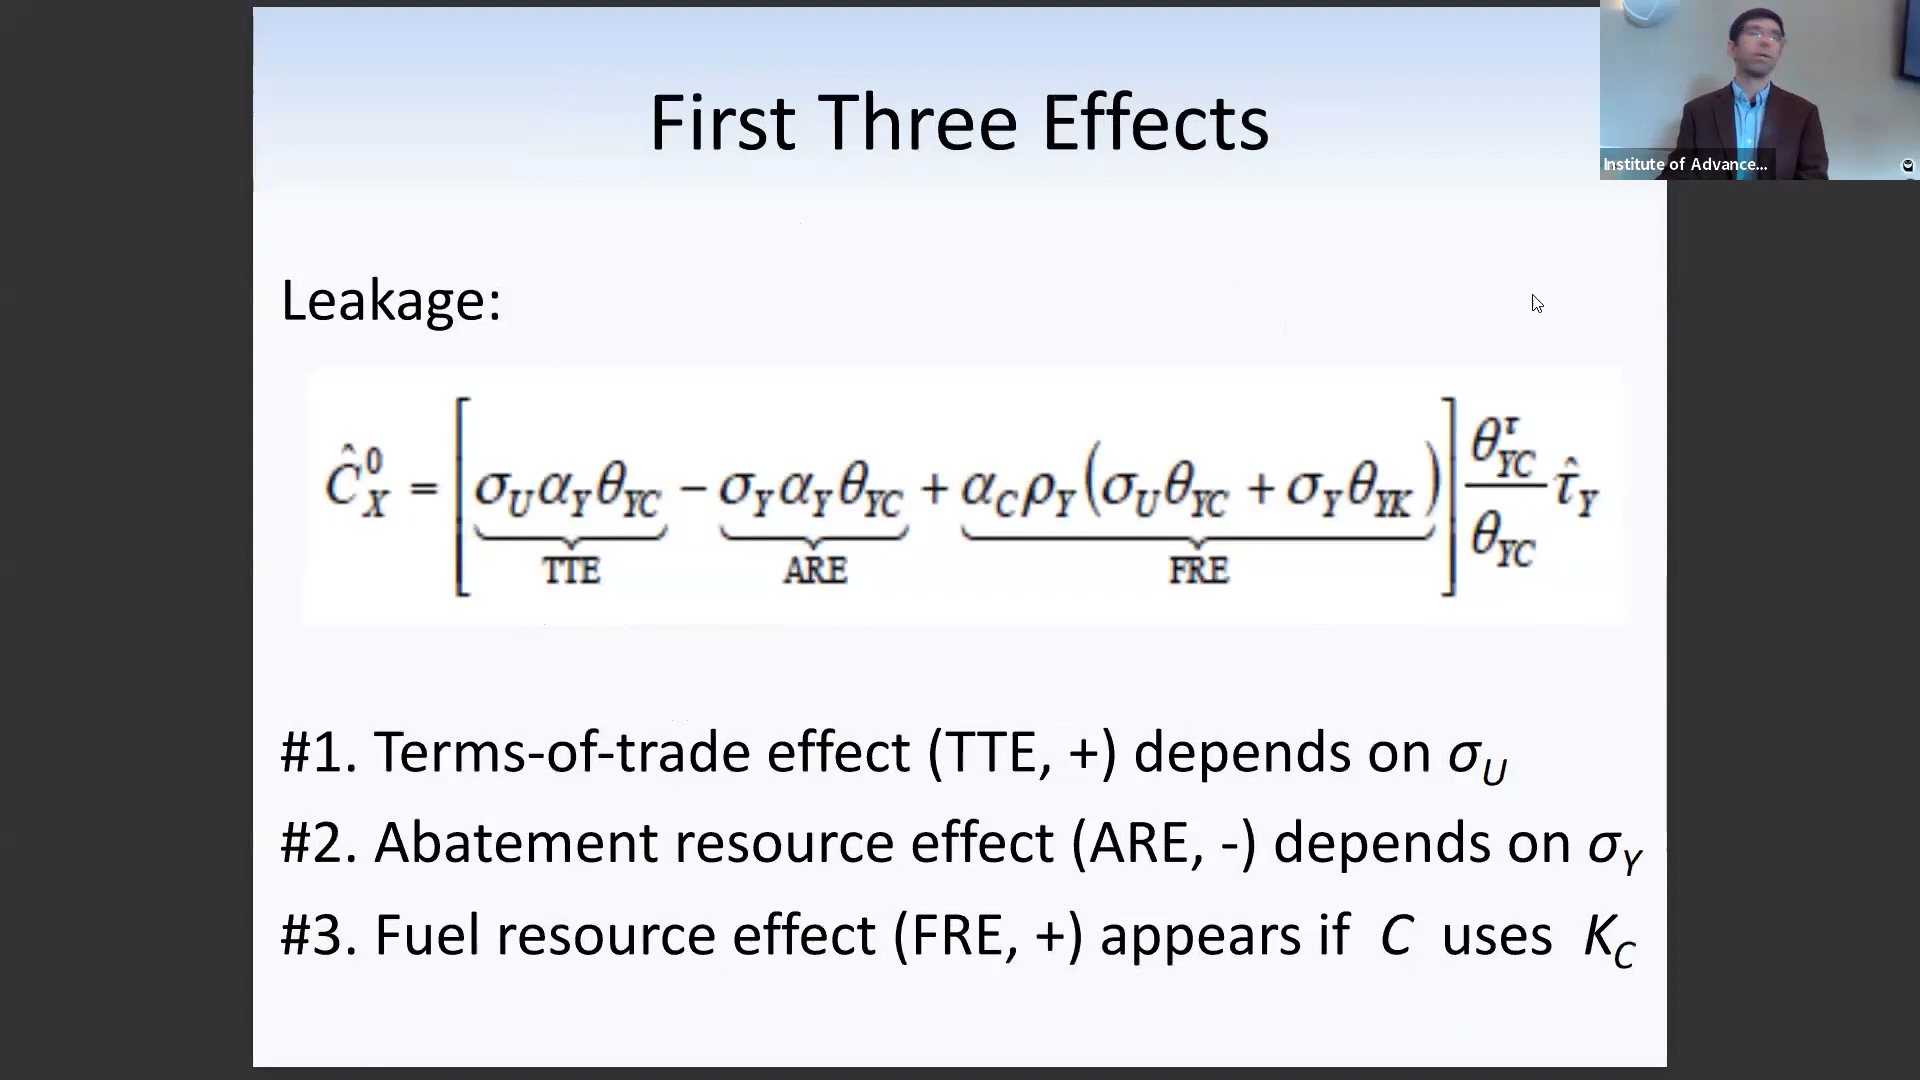 First Three Effects
Institute of Advance...
Leakage:
Ĉ⁰_X = [σ_U α_Y θ_YC − σ_Y α_Y θ_YC + α_C ρ_Y (σ_U θ_YC + σ_Y θ_YK)] θ^τ_YC / θ_YC τ̂_Y
TTE ARE FRE
#1. Terms-of-trade effect (TTE, +) depends on σ_U
#2. Abatement resource effect (ARE, -) depends on σ_Y
#3. Fuel resource effect (FRE, +) appears if C uses K_C